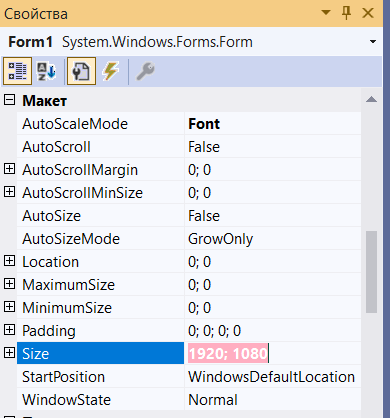 Свойства
Form1 System.Windows.Forms.Form
Макет
AutoScaleMode Font
AutoScroll False
AutoScrollMargin 0; 0
AutoScrollMinSize 0; 0
AutoSize False
AutoSizeMode GrowOnly
Location 0; 0
MaximumSize 0; 0
MinimumSize 0; 0
Padding 0; 0; 0; 0
Size 1920; 1080
StartPosition WindowsDefaultLocation
WindowState Normal